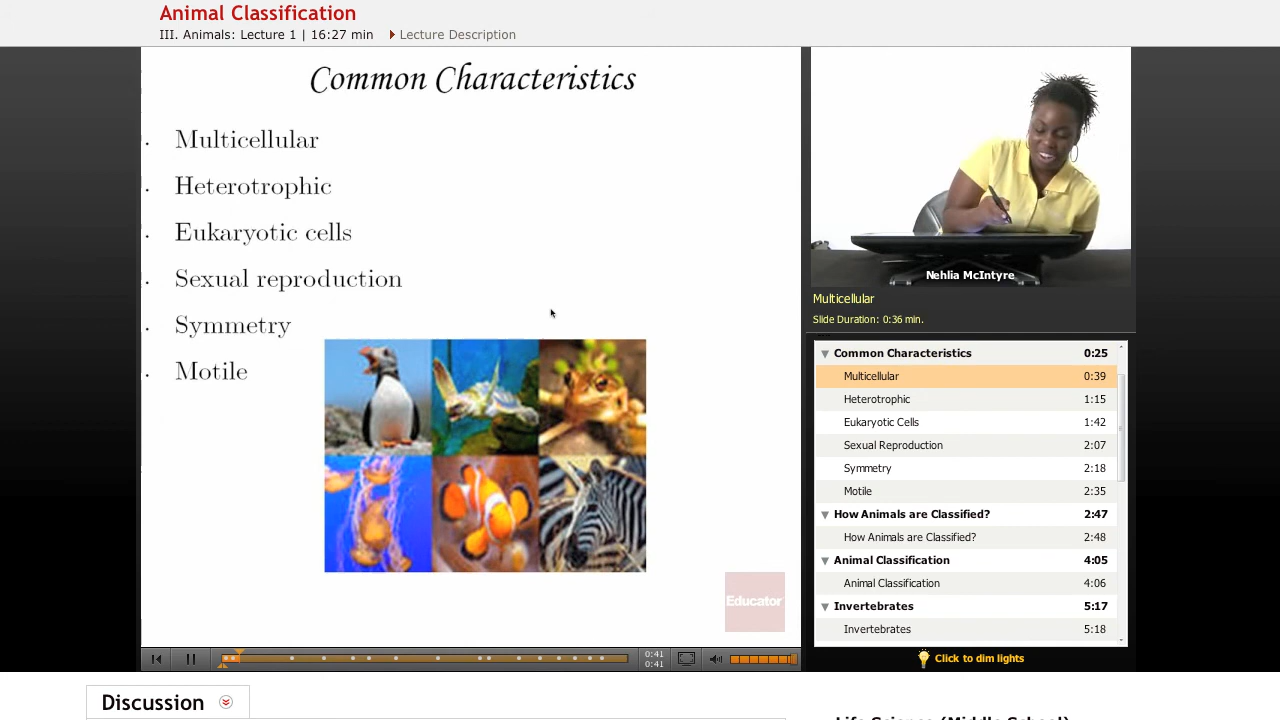 Animal Classification
III. Animals: Lecture 1 | 16:27 min
Lecture Description
Common Characteristics
. Multicellular
. Heterotrophic
. Eukaryotic cells
. Sexual reproduction
. Symmetry
. Motile
Educator
Nehlia McIntyre
Multicellular
Slide Duration: 0:36 min.
Common Characteristics 0:25
Multicellular 0:39
Heterotrophic 1:15
Eukaryotic Cells 1:42
Sexual Reproduction 2:07
Symmetry 2:18
Motile 2:35
How Animals are Classified? 2:47
How Animals are Classified? 2:48
Animal Classification 4:05
Animal Classification 4:06
Invertebrates 5:17
Invertebrates 5:18
0:41
0:41
Click to dim lights
Discussion
Life Science (Middle School)